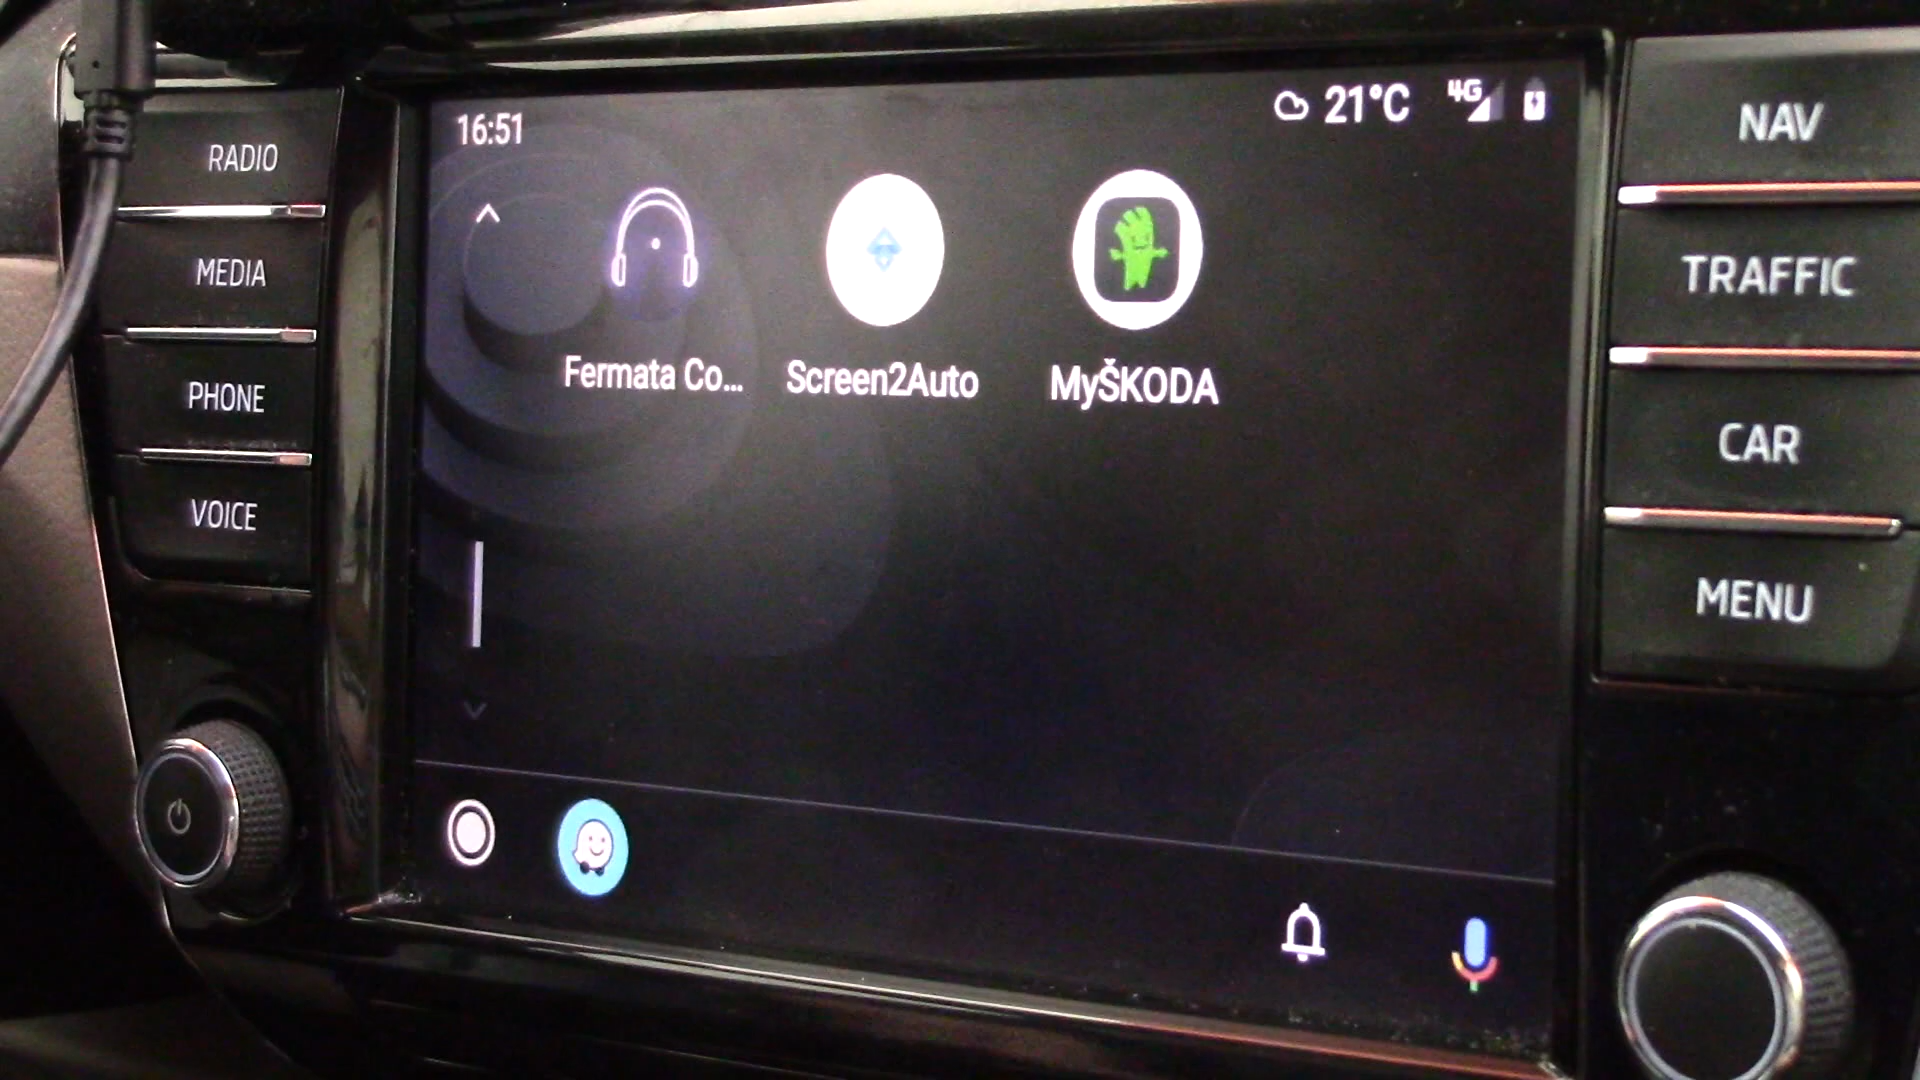 16:51
21°C 4G
RADIO
MEDIA
PHONE
VOICE
Fermata Co...
Screen2Auto
MyŠKODA
NAV
TRAFFIC
CAR
MENU